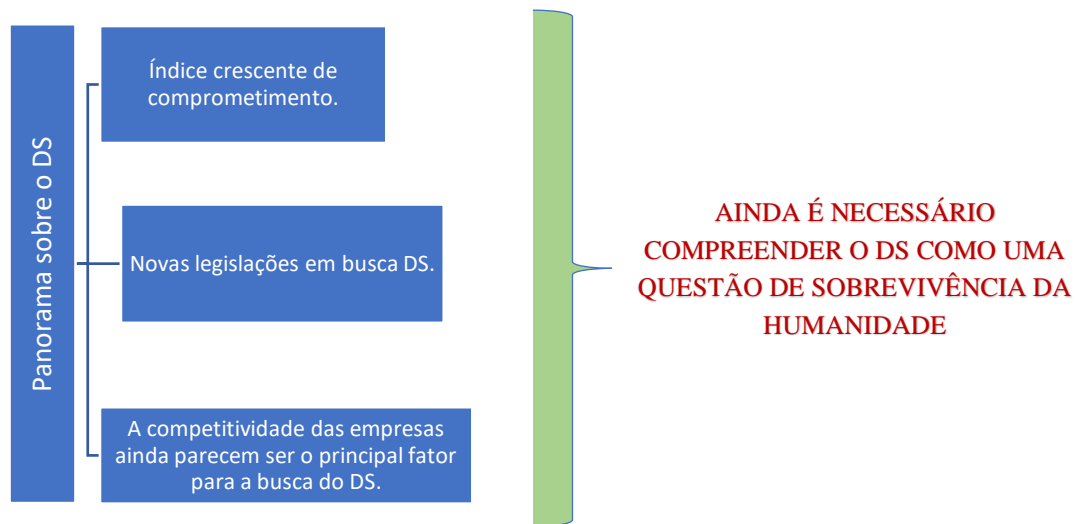 Panorama sobre o DS
Índice crescente de
comprometimento.
Novas legislações em busca DS.
A competitividade das empresas
ainda parecem ser o principal fator
para a busca do DS.
AINDA É NECESSÁRIO
COMPREENDER O DS COMO UMA
QUESTÃO DE SOBREVIVÊNCIA DA
HUMANIDADE